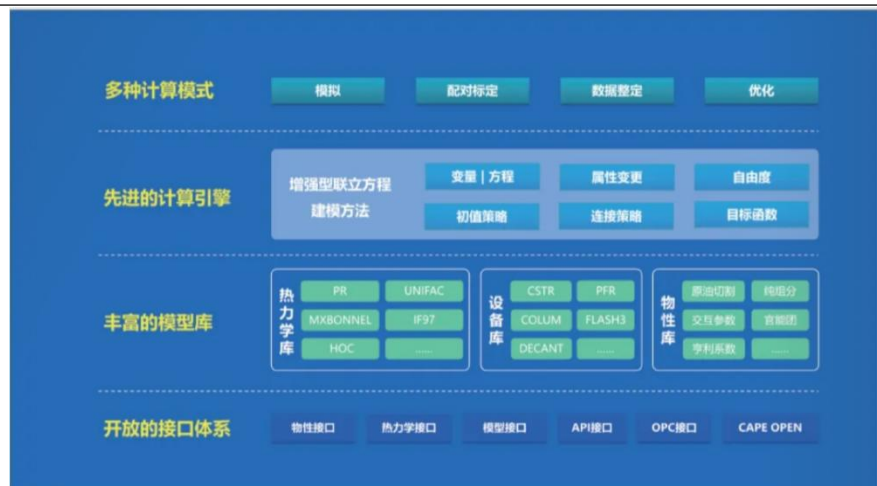 多种计算模式
模拟
配对标定
数据整定
优化
先进的计算引擎
增强型联立方程
建模方法
变量 | 方程
属性变更
自由度
初值策略
连接策略
目标函数
丰富的模型库
热力学库
PR
UNIFAC
MXBONNEL
IF97
HOC
......
设备库
CSTR
PFR
COLUM
FLASH3
DECANT
......
物性库
原油切割
纯组分
交互参数
官能团
亨利系数
......
开放的接口体系
物性接口
热力学接口
模型接口
API接口
OPC接口
CAPE OPEN